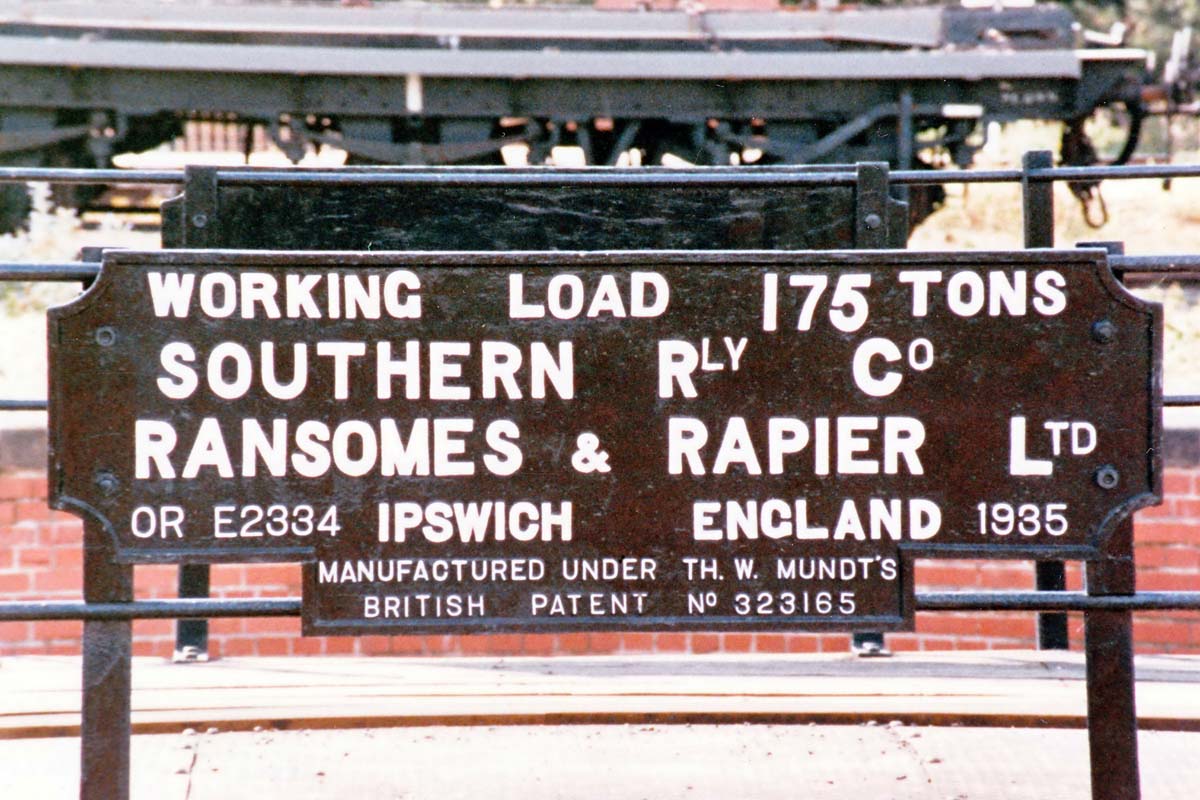 WORKING LOAD 175 TONS
SOUTHERN RLY CO
RANSOMES & RAPIER LTD
OR E2334 IPSWICH ENGLAND 1935
MANUFACTURED UNDER TH. W. MUNDT'S
BRITISH PATENT NO 323165